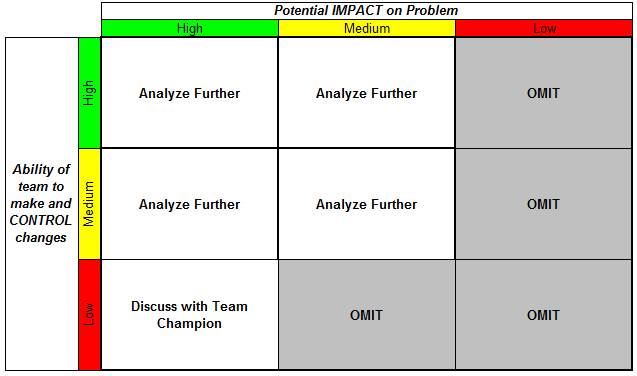 Potential IMPACT on Problem
High Medium Low
High
Analyze Further Analyze Further OMIT
Ability of
team to
make and
CONTROL
changes
Medium
Analyze Further Analyze Further OMIT
Low
Discuss with Team
Champion
OMIT OMIT